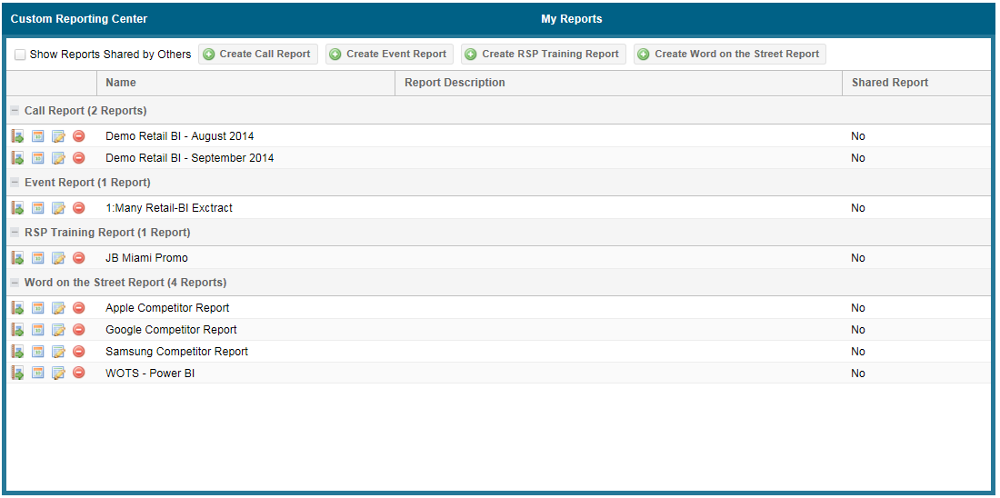 Custom Reporting Center My Reports
Show Reports Shared by Others Create Call Report Create Event Report Create RSP Training Report Create Word on the Street Report
Name Report Description Shared Report
Call Report (2 Reports)
Demo Retail BI - August 2014 No
Demo Retail BI - September 2014 No
Event Report (1 Report)
1:Many Retail-BI Exctract No
RSP Training Report (1 Report)
JB Miami Promo No
Word on the Street Report (4 Reports)
Apple Competitor Report No
Google Competitor Report No
Samsung Competitor Report No
WOTS - Power BI No